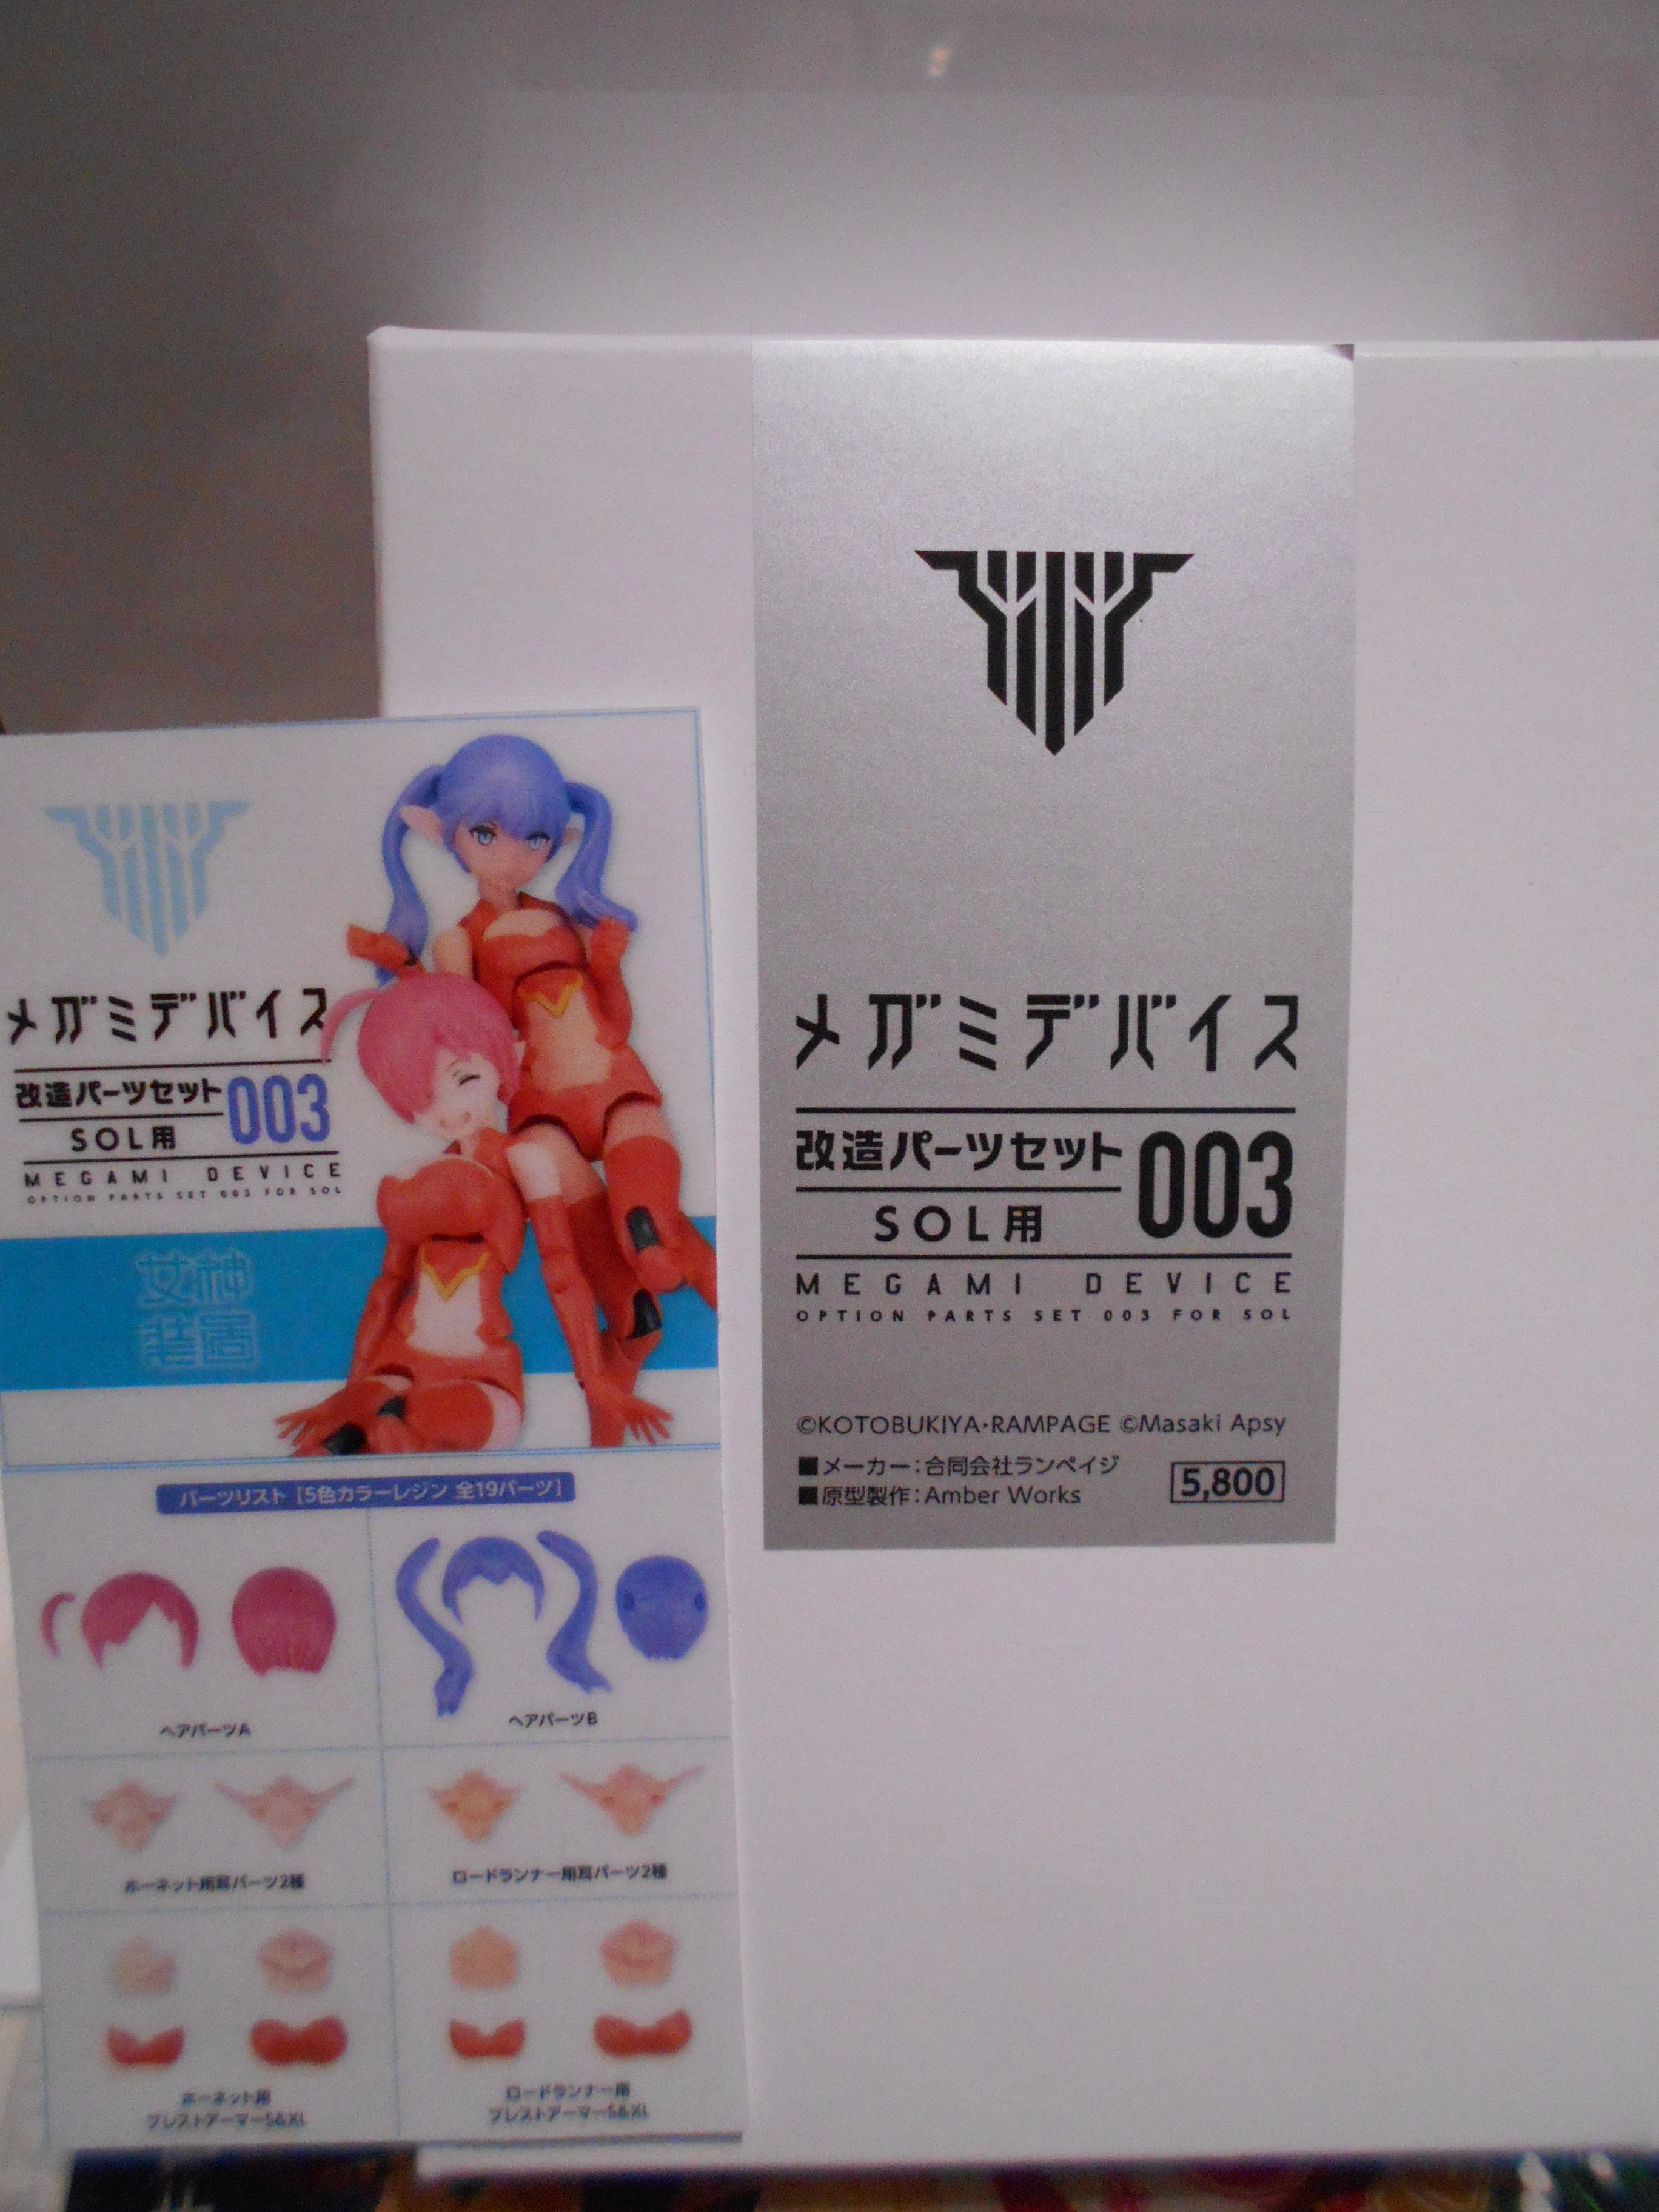 メガミデバイス
改造パーツセット
003
SOL用
MEGAMI DEVICE
OPTION PARTS SET 003 FOR SOL
女神
装置
パーツリスト [5色カラーレジン 全19パーツ]
ヘアパーツA
ヘアパーツB
ホーネット用耳パーツ2種
ロードランナー用耳パーツ2種
ホーネット用
ブレストアーマーS&XL
ロードランナー用
ブレストアーマーS&XL
メガミデバイス
改造パーツセット
003
SOL用
MEGAMI DEVICE
OPTION PARTS SET 003 FOR SOL
©KOTOBUKIYA・RAMPAGE ©Masaki Apsy
■メーカー：合同会社ランペイジ
■原型製作：Amber Works
5,800